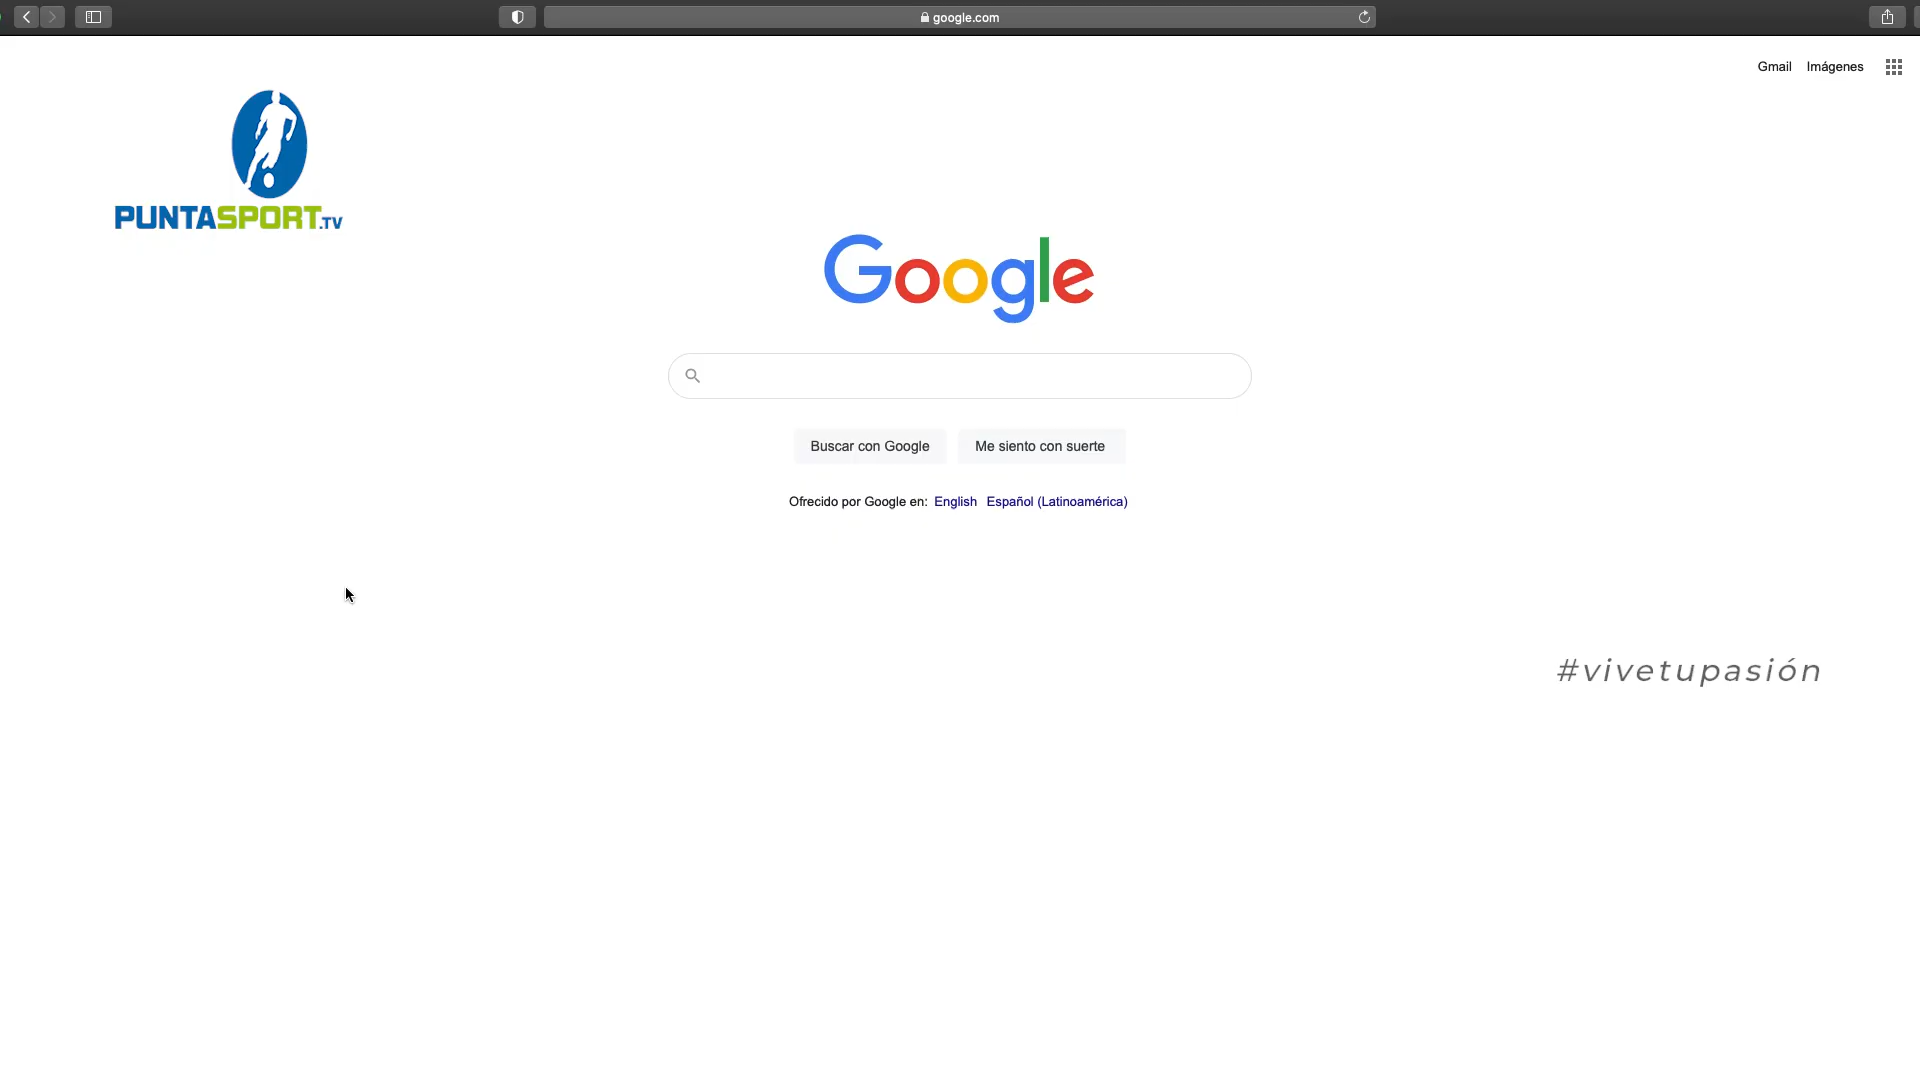 google.com
Gmail Imágenes
PUNTASPORT.TV
Google
Buscar con Google Me siento con suerte
Ofrecido por Google en: English Español (Latinoamérica)
#vivetupasión